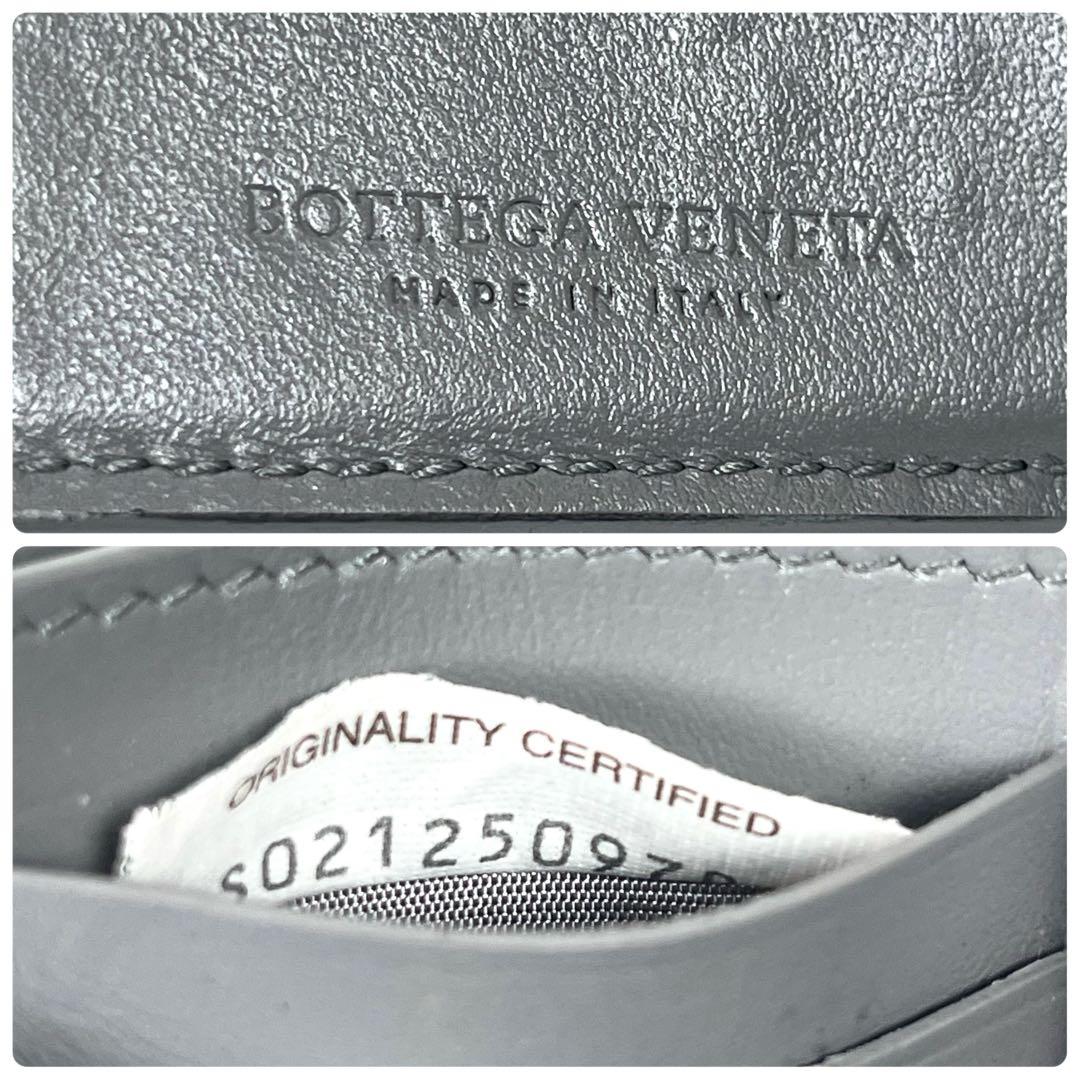 BOTTEGA VENETA
MADE IN ITALY
ORIGINALITY CERTIFIED